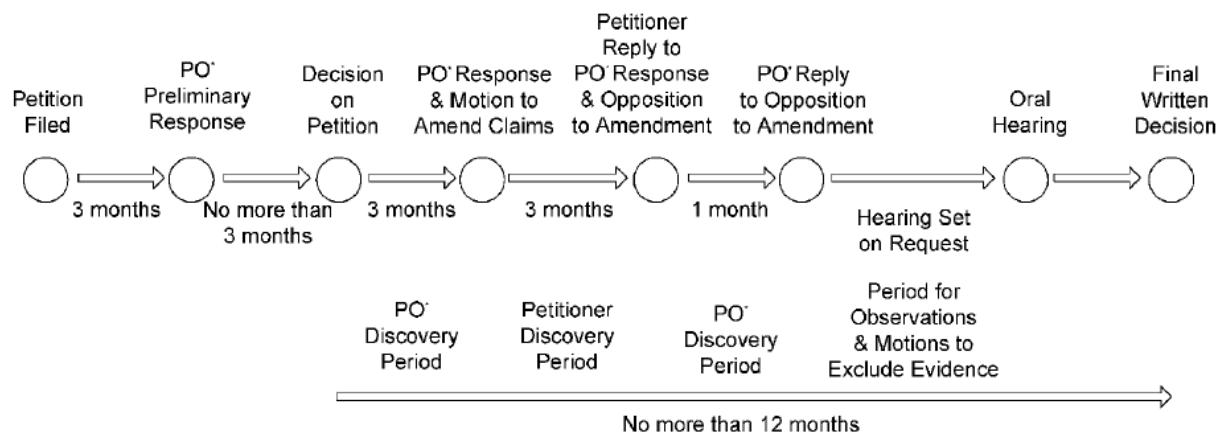 Petition
Filed
PO*
Preliminary
Response
Decision
on
Petition
PO* Response
& Motion to
Amend Claims
Petitioner
Reply to
PO* Response
& Opposition
to Amendment
PO* Reply
to Opposition
to Amendment
Oral
Hearing
Final
Written
Decision
3 months
No more than
3 months
3 months
3 months
1 month
Hearing Set
on Request
PO*
Discovery
Period
Petitioner
Discovery
Period
PO*
Discovery
Period
Period for
Observations
& Motions to
Exclude Evidence
No more than 12 months